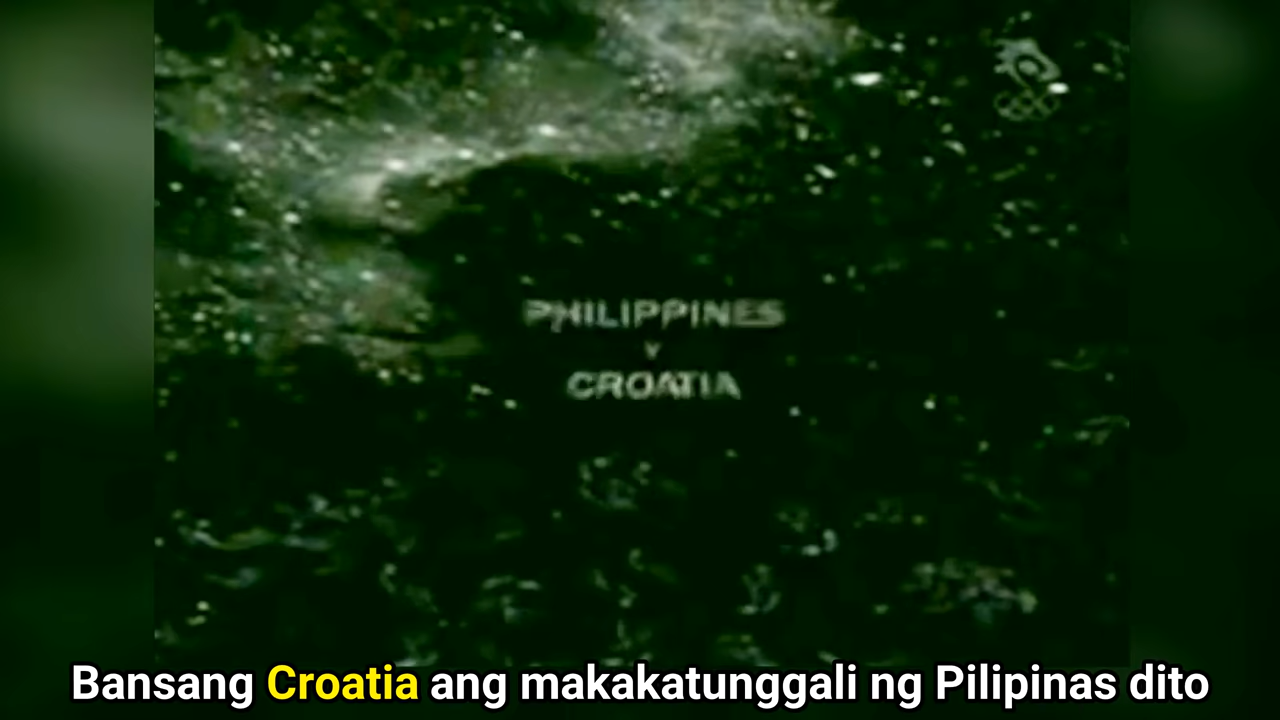 PHILIPPINES
v
CROATIA
Bansang Croatia ang makakatunggali ng Pilipinas dito